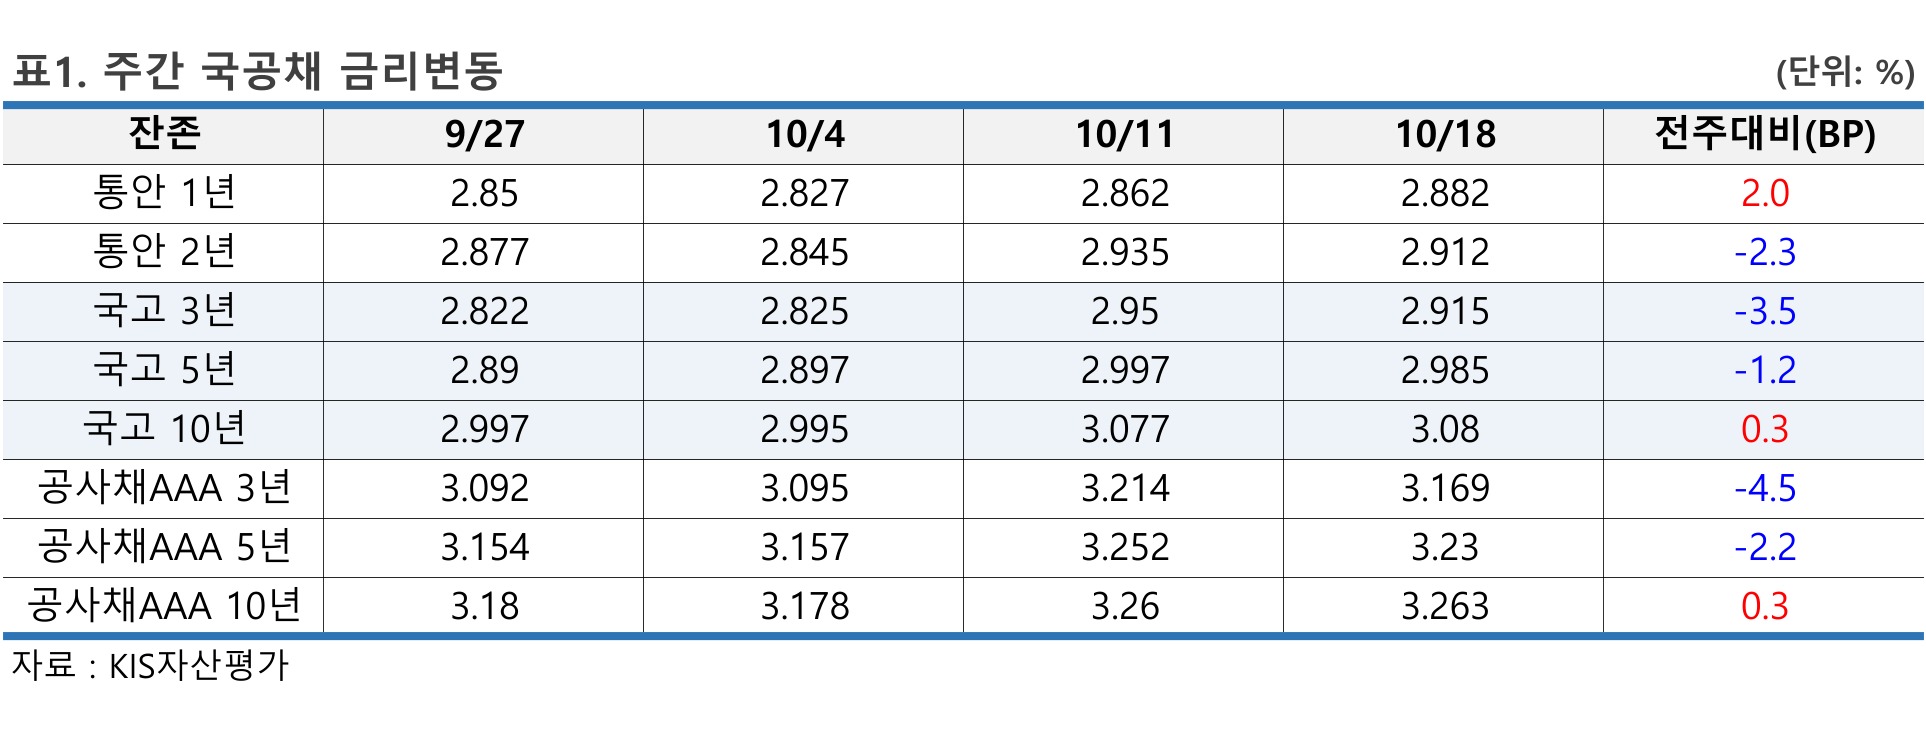 표1. 주간 국공채 금리변동 (단위: %)
잔존 9/27 10/4 10/11 10/18 전주대비(BP)
통안 1년 2.85 2.827 2.862 2.882 2.0
통안 2년 2.877 2.845 2.935 2.912 -2.3
국고 3년 2.822 2.825 2.95 2.915 -3.5
국고 5년 2.89 2.897 2.997 2.985 -1.2
국고 10년 2.997 2.995 3.077 3.08 0.3
공사채AAA 3년 3.092 3.095 3.214 3.169 -4.5
공사채AAA 5년 3.154 3.157 3.252 3.23 -2.2
공사채AAA 10년 3.18 3.178 3.26 3.263 0.3
자료 : KIS자산평가